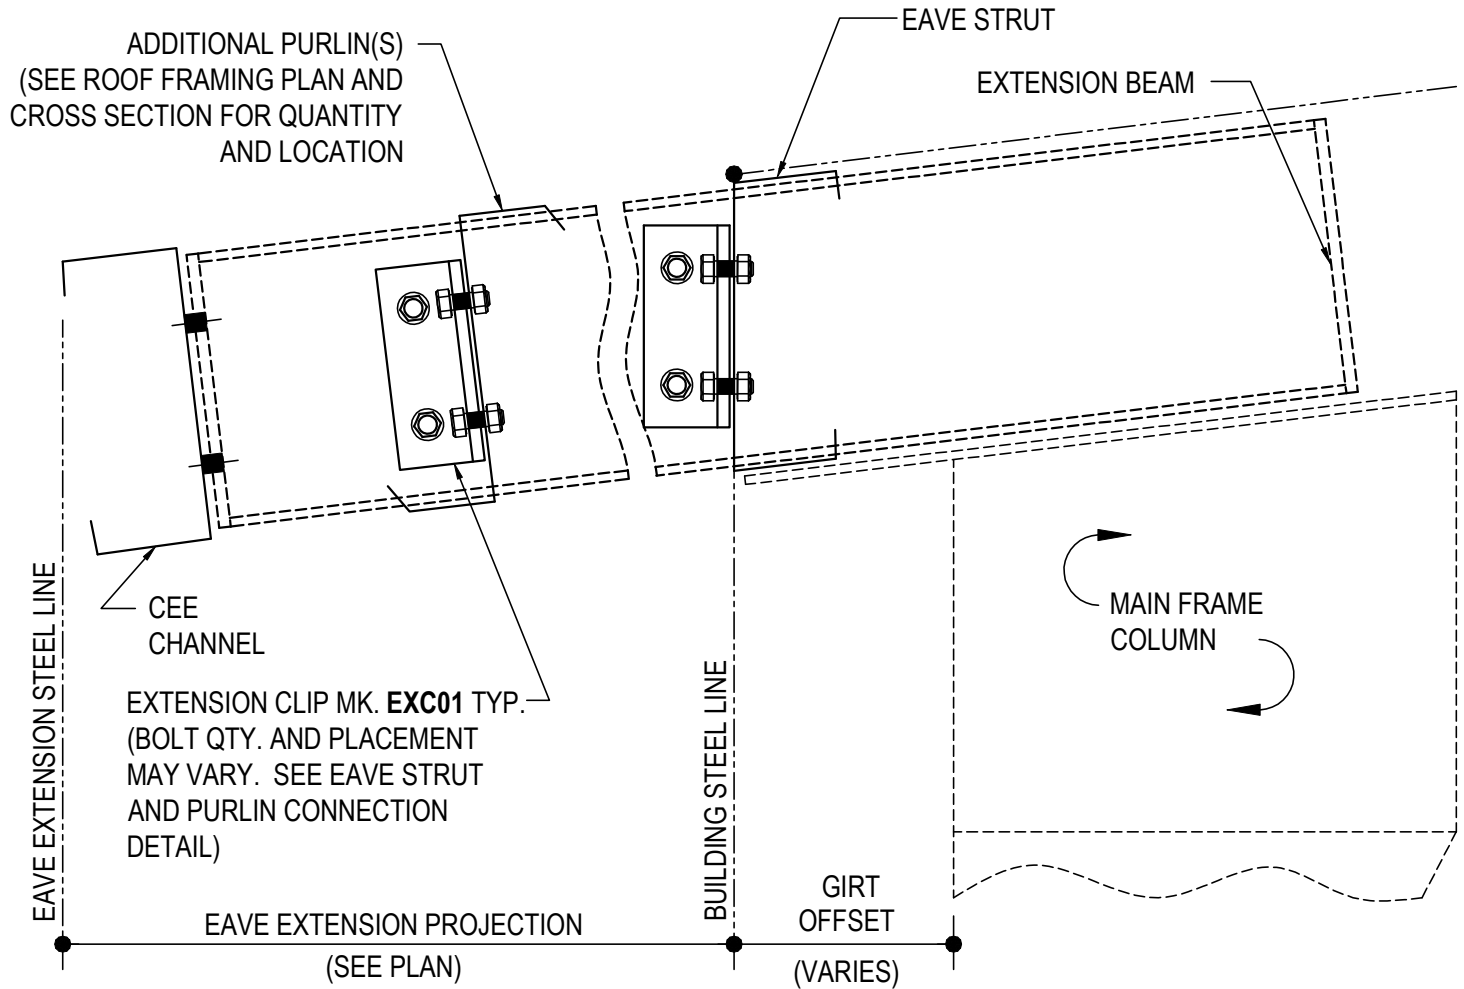 EAVE STRUT
ADDITIONAL PURLIN(S)
(SEE ROOF FRAMING PLAN AND
CROSS SECTION FOR QUANTITY
AND LOCATION
EXTENSION BEAM
CEE
CHANNEL
MAIN FRAME
COLUMN
EXTENSION CLIP MK. EXC01 TYP.
(BOLT QTY. AND PLACEMENT
MAY VARY. SEE EAVE STRUT
AND PURLIN CONNECTION
DETAIL)
EAVE EXTENSION STEEL LINE
BUILDING STEEL LINE
EAVE EXTENSION PROJECTION
(SEE PLAN)
GIRT
OFFSET
(VARIES)